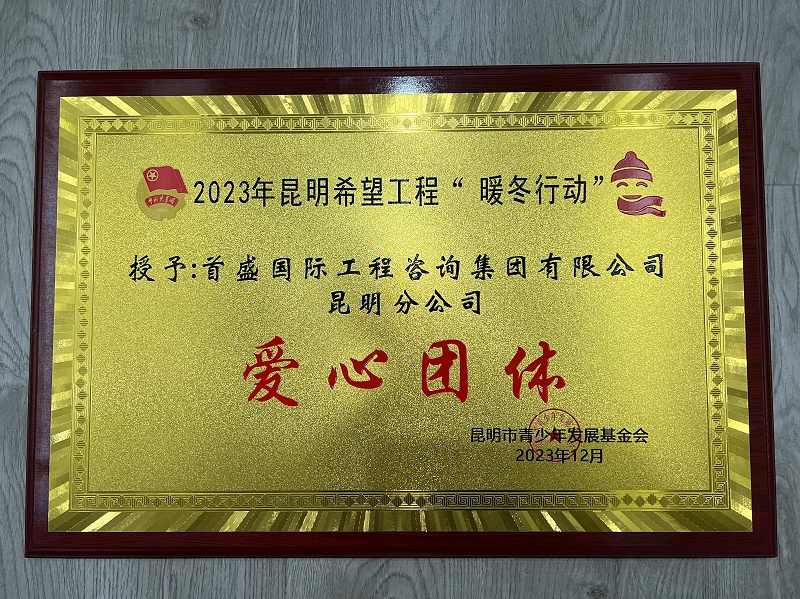 2023年昆明希望工程“暖冬行动”
授予:首盛国际工程咨询集团有限公司
昆明分公司
爱心团体
昆明市青少年发展基金会
2023年12月